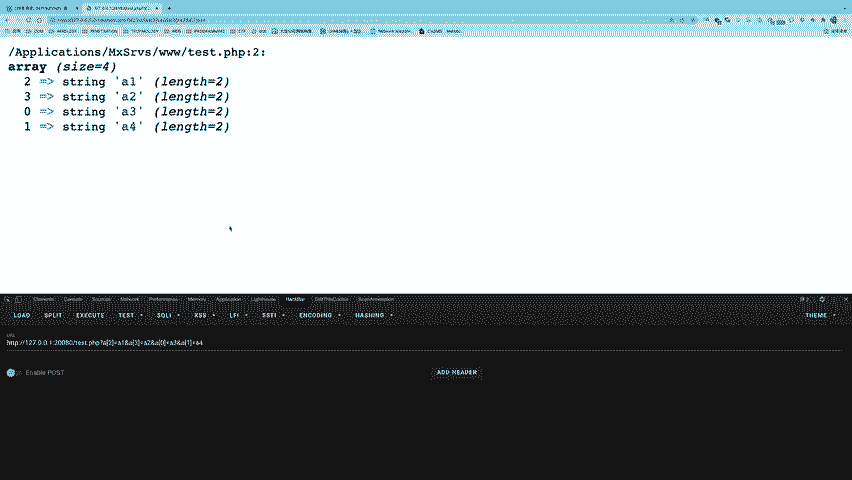 /Applications/MxSrvs/www/test.php:2:
array (size=4)
2 => string 'a1' (length=2)
3 => string 'a2' (length=2)
0 => string 'a3' (length=2)
1 => string 'a4' (length=2)
Elements Console Sources Network Performance Memory Application Lighthouse HackBar EditThisCookie
LOAD SPLIT EXECUTE TEST SQLI XSS LFI SSTI ENCODING HASHING THEME
URL
http://127.0.0.1:20080/test.php?a[2]=a1&a[3]=a2&a[0]=a3&a[1]=a4
Enable POST ADD HEADER